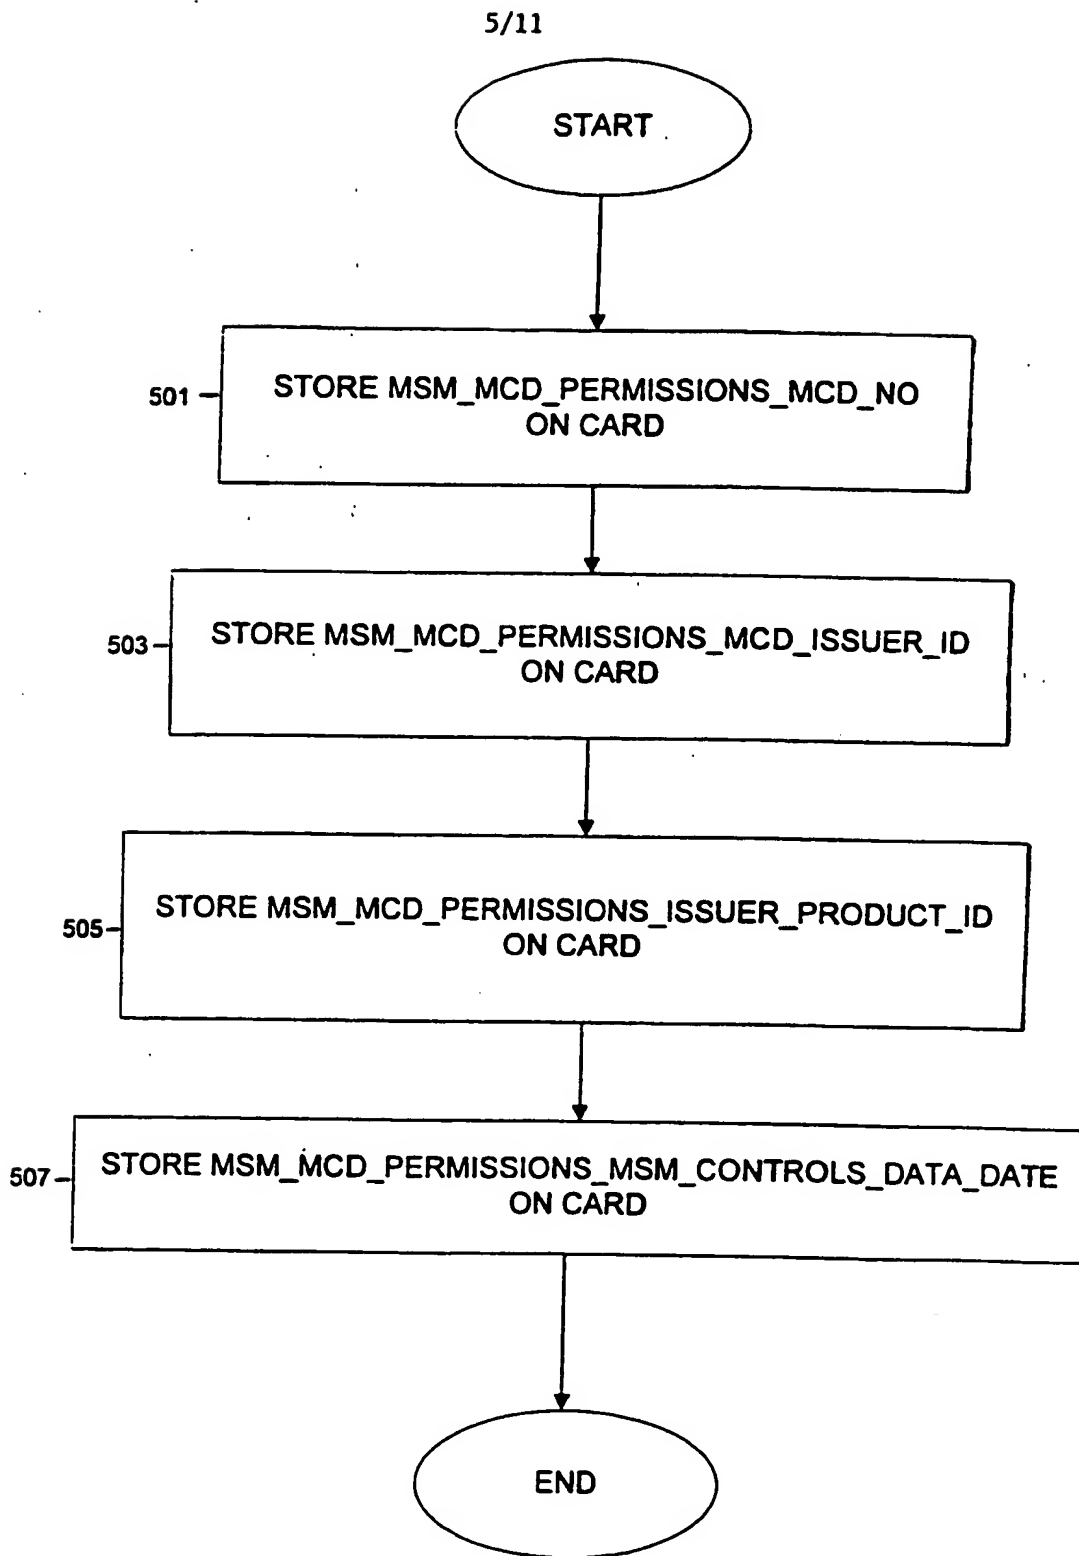 5/11
START
501
STORE MSM_MCD_PERMISSIONS_MCD_NO
ON CARD
503
STORE MSM_MCD_PERMISSIONS_MCD_ISSUER_ID
ON CARD
505
STORE MSM_MCD_PERMISSIONS_ISSUER_PRODUCT_ID
ON CARD
507
STORE MSM_MCD_PERMISSIONS_MSM_CONTROLS_DATA_DATE
ON CARD
END